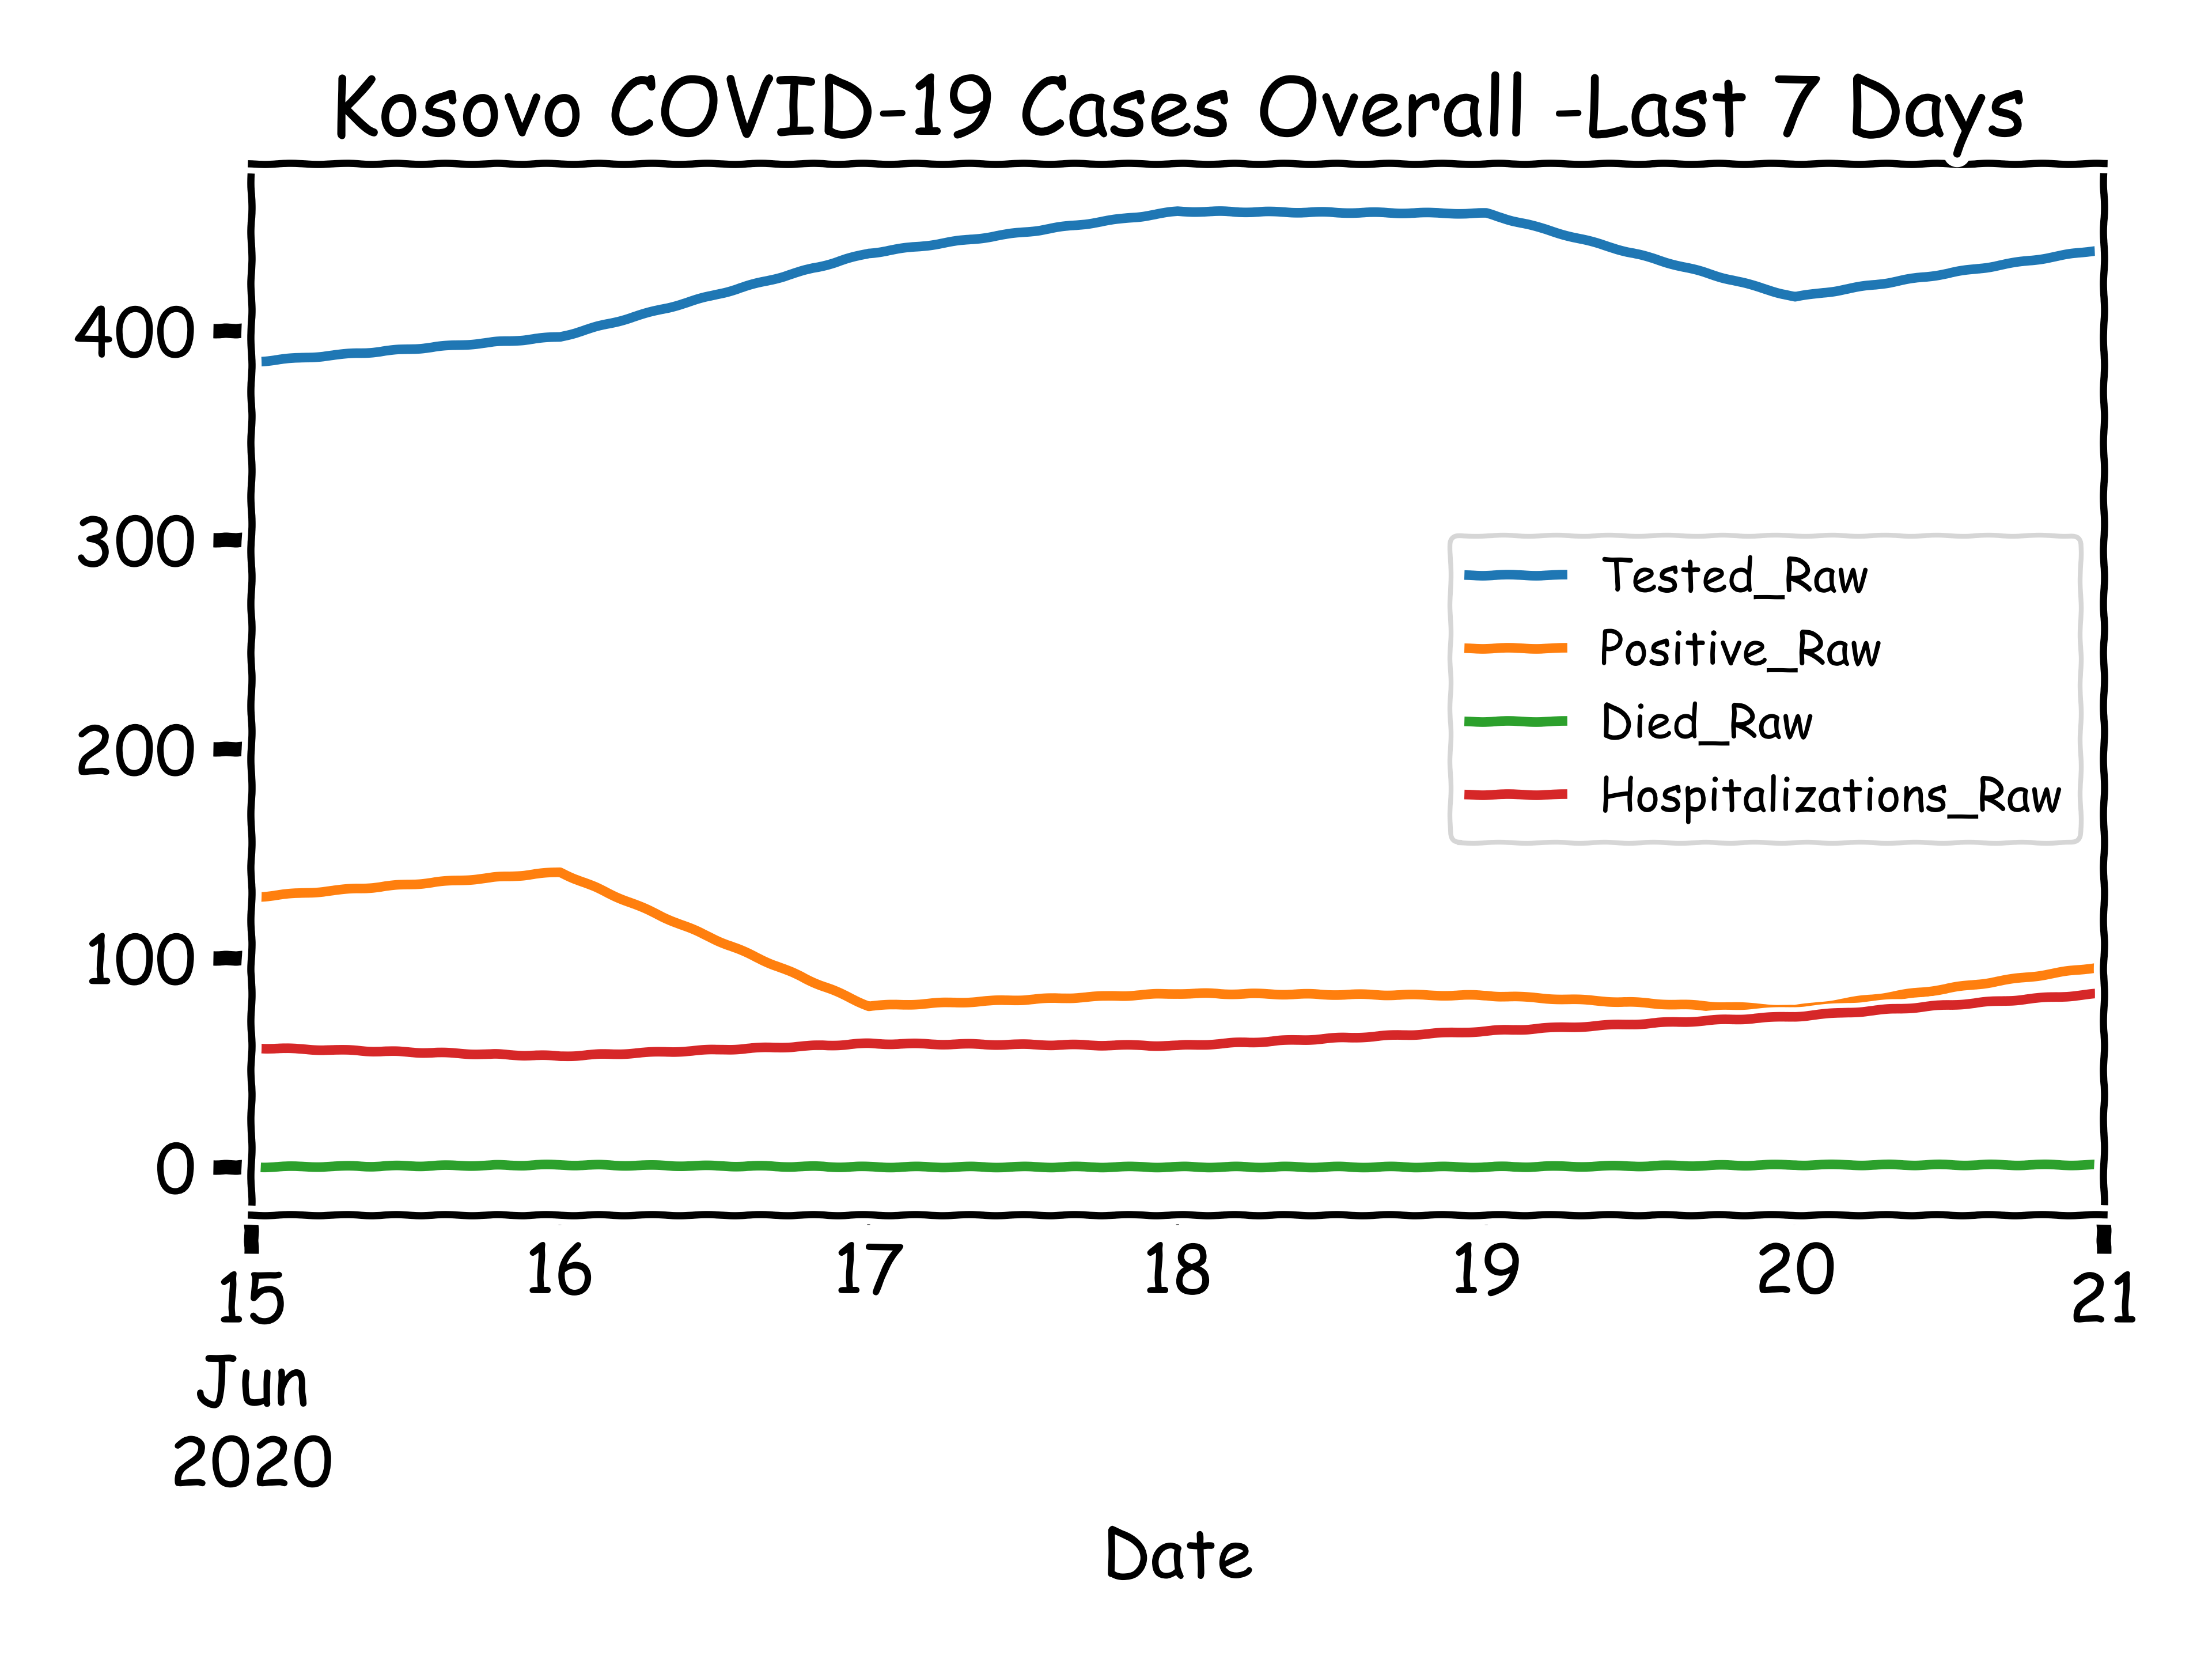 Kosovo COVID-19 Cases Overall -Last 7 Days
400
300
200
100
0
Tested_Raw
Positive_Raw
Died_Raw
Hospitalizations_Raw
15 16 17 18 19 20 21
Jun
2020
Date